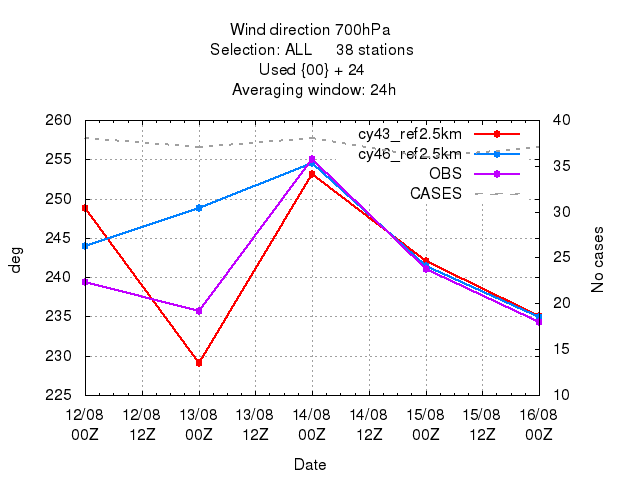 Wind direction 700hPa
Selection: ALL 38 stations
Used {00} + 24
Averaging window: 24h
cy43_ref2.5km
cy46_ref2.5km
OBS
CASES
deg
260
255
250
245
240
235
230
225
40
35
30
25
20
15
10
No cases
12/08 12/08 13/08 13/08 14/08 14/08 15/08 15/08 16/08
00Z 12Z 00Z 12Z 00Z 12Z 00Z 12Z 00Z
Date